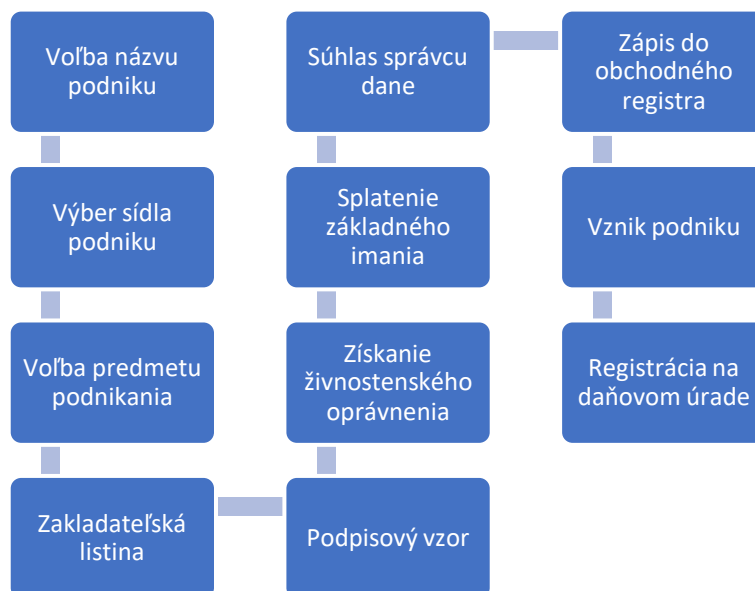 Voľba názvu
podniku
Výber sídla
podniku
Voľba predmetu
podnikania
Zakladateľská
listina
Podpisový vzor
Získanie
živnostenského
oprávnenia
Splatenie
základného
imania
Súhlas správcu
dane
Zápis do
obchodného
registra
Vznik podniku
Registrácia na
daňovom úrade